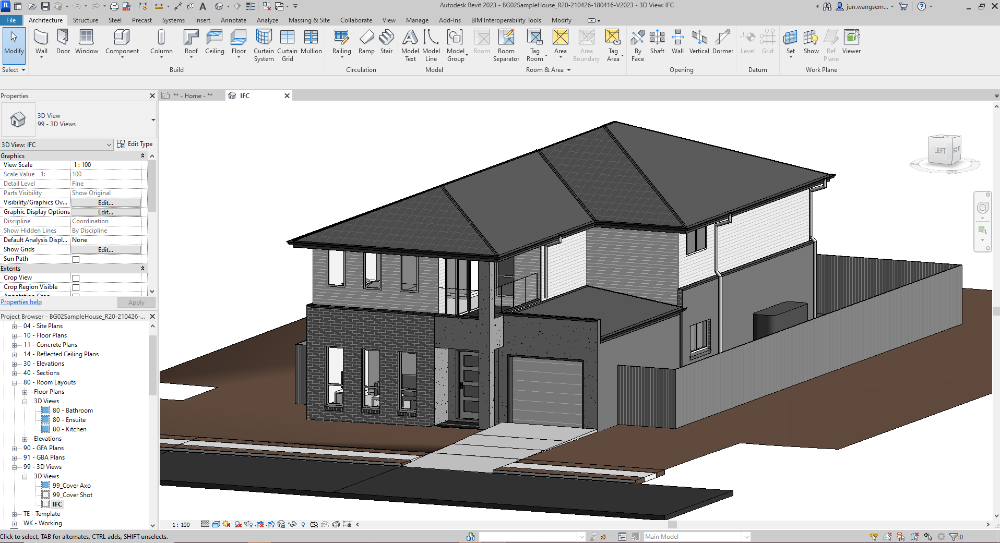 Autodesk Revit 2023 - BG02SampleHouse_R20-210426-180416-V2023 - 3D View: IFC
jun.wangsem...
File Architecture Structure Steel Precast Systems Insert Annotate Analyze Massing & Site Collaborate View Manage Add-Ins BIM Interoperability Tools Modify
Modify Wall Door Window Component Column Roof Ceiling Floor Curtain System Curtain Grid Mullion Railing Ramp Stair Model Text Model Line Model Group Room Room Separator Tag Room Area Area Boundary Tag Area By Face Shaft Wall Vertical Dormer Level Grid Set Show Ref Plane Viewer
Select Build Circulation Model Room & Area Opening Datum Work Plane
Properties
** - Home - **
IFC
3D View
99 - 3D Views
3D View: IFC
Edit Type
Graphics
View Scale 1 : 100
Scale Value 1: 100
Detail Level Fine
Parts Visibility Show Original
Visibility/Graphics Ov... Edit...
Graphic Display Options Edit...
Discipline Coordination
Show Hidden Lines By Discipline
Default Analysis Displ... None
Show Grids Edit...
Sun Path
Extents
Crop View
Crop Region Visible
Annotation Crop
Properties help Apply
LEFT
Project Browser - BG02SampleHouse_R20-210426-...
04 - Site Plans
10 - Floor Plans
11 - Concrete Plans
14 - Reflected Ceiling Plans
30 - Elevations
40 - Sections
80 - Room Layouts
Floor Plans
3D Views
80 - Bathroom
80 - Ensuite
80 - Kitchen
Elevations
90 - GFA Plans
91 - GBA Plans
99 - 3D Views
3D Views
99_Cover Axo
99_Cover Shot
IFC
TE - Template
WK - Working
1 : 100
Click to select, TAB for alternates, CTRL adds, SHIFT unselects.
:0
Main Model
:0